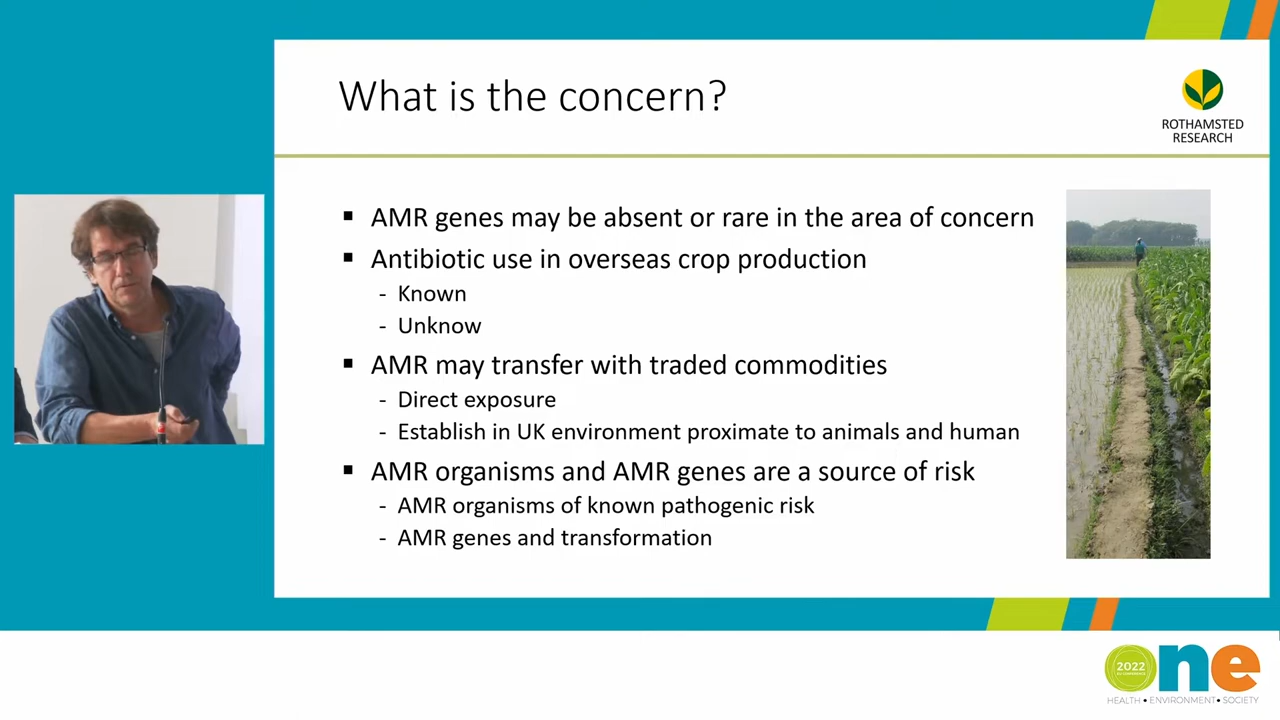 What is the concern?
ROTHAMSTED
RESEARCH
▪ AMR genes may be absent or rare in the area of concern
▪ Antibiotic use in overseas crop production
- Known
- Unknow
▪ AMR may transfer with traded commodities
- Direct exposure
- Establish in UK environment proximate to animals and human
▪ AMR organisms and AMR genes are a source of risk
- AMR organisms of known pathogenic risk
- AMR genes and transformation
one
2022
HEALTH • ENVIRONMENT • SOCIETY